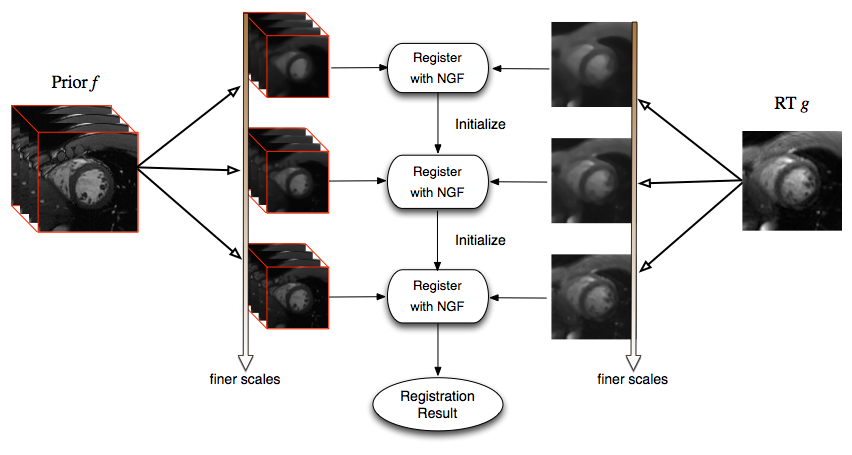 Prior f
Register
with NGF
Initialize
Register
with NGF
Initialize
Register
with NGF
Registration
Result
finer scales
finer scales
RT g